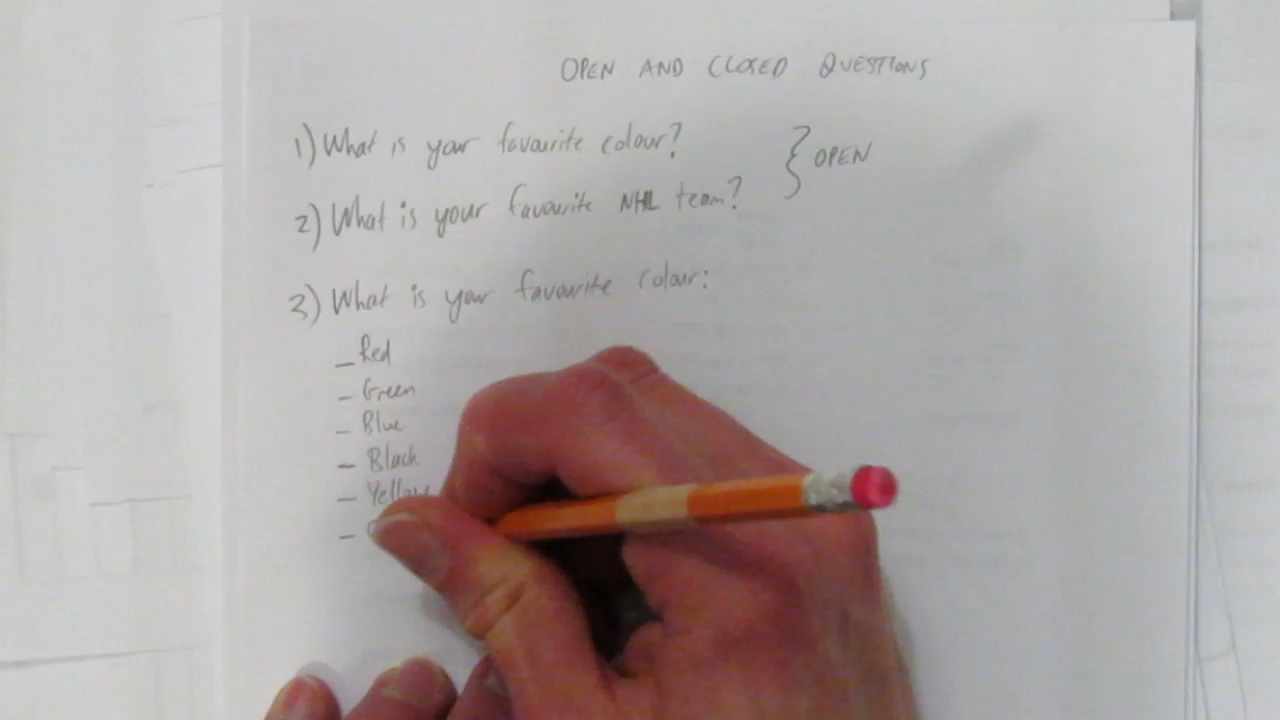 OPEN AND CLOSED QUESTIONS
1) What is your favourite colour?
} OPEN
2) What is your favourite NHL team?
3) What is your favourite colour:
_ Red
_ Green
_ Blue
_ Black
_ Yellow
_